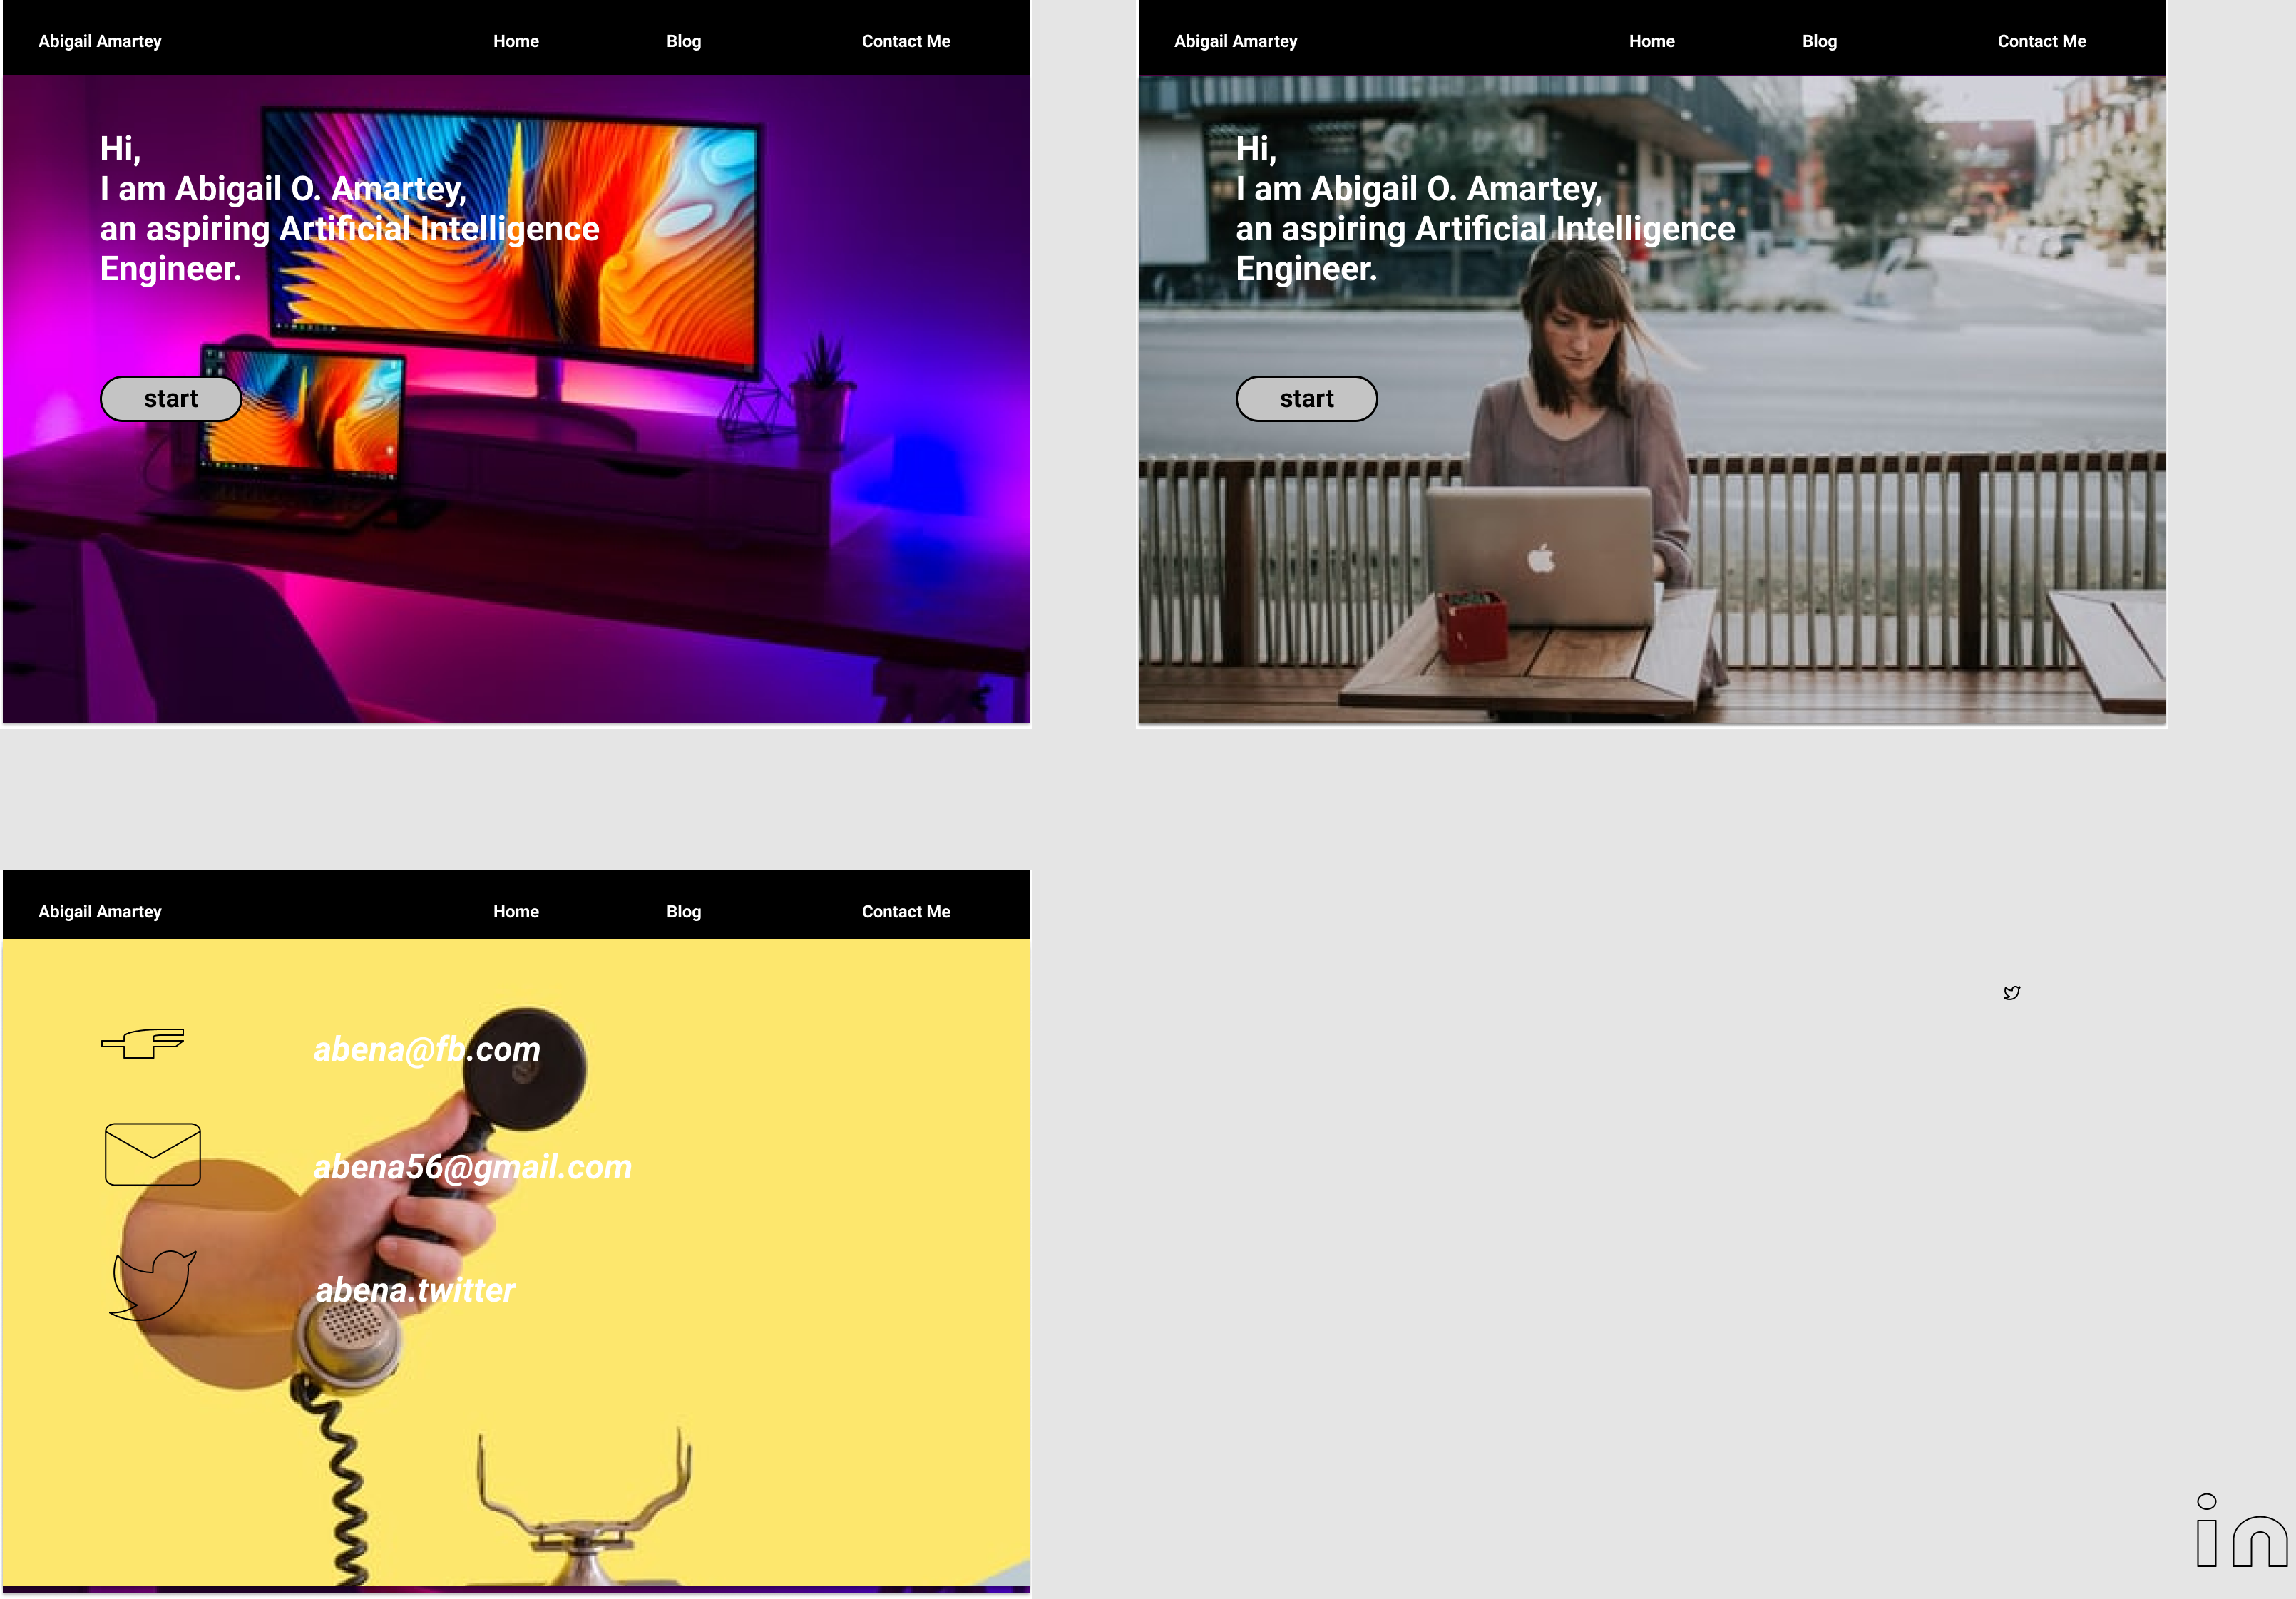 Abigail Amartey
Home
Blog
Contact Me
Hi,
I am Abigail O. Amartey,
an aspiring Artificial Intelligence
Engineer.
start
Abigail Amartey
Home
Blog
Contact Me
Hi,
I am Abigail O. Amartey,
an aspiring Artificial Intelligence
Engineer.
start
Abigail Amartey
Home
Blog
Contact Me
abena@fb.com
abena56@gmail.com
abena.twitter
in